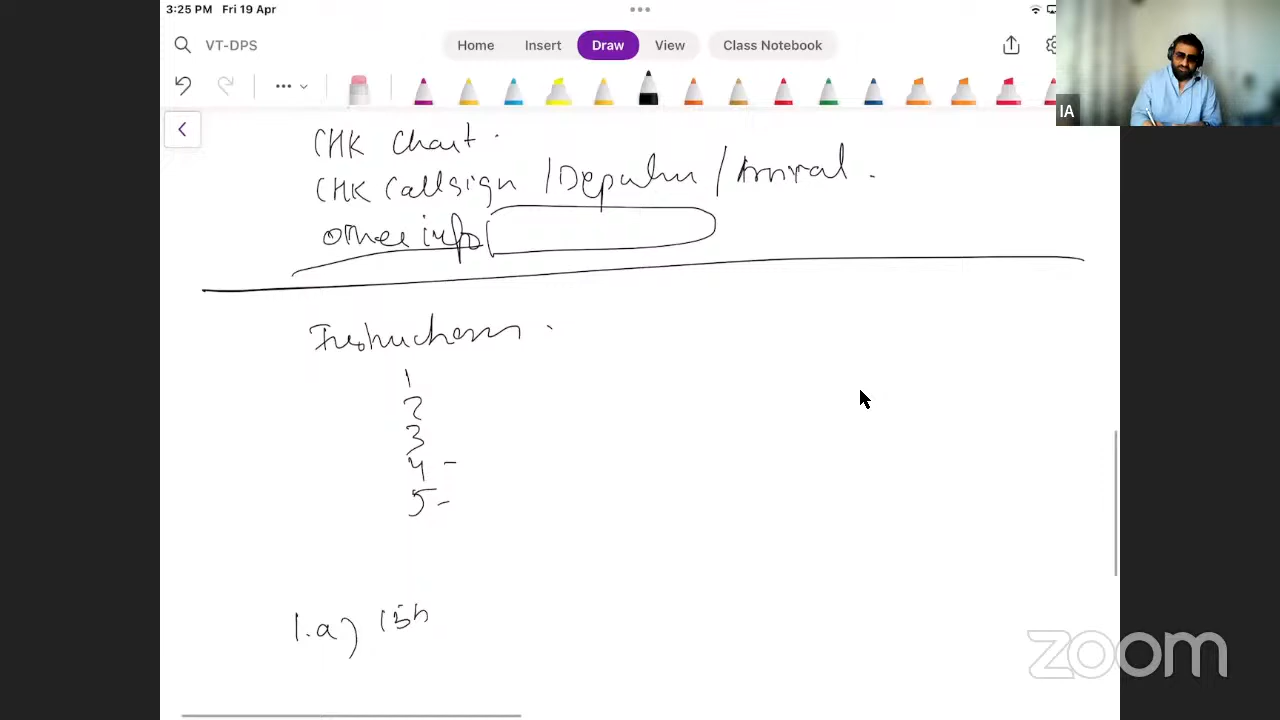 3:25 PM Fri 19 Apr
VT-DPS
Home Insert Draw View Class Notebook
IA
CHK Chart.
CHK Callsign / Departure / Arrival.
Other info
Instructions.
1
2
3
4 -
5 -
1.a)
zoom